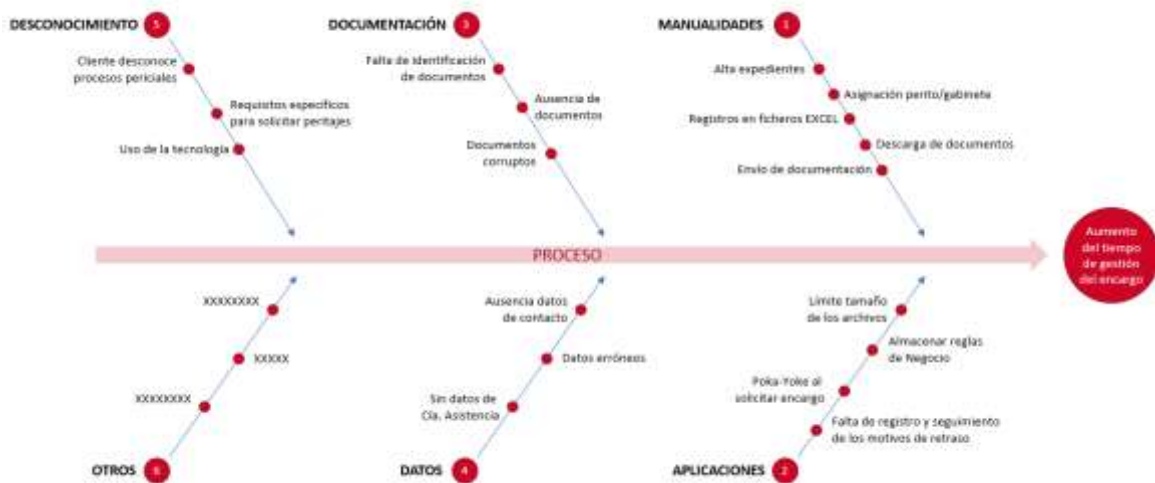 DESCONOCIMIENTO 5
Cliente desconoce
procesos periciales
Requisitos específicos
para solicitar peritajes
Uso de la tecnología
DOCUMENTACIÓN 3
Falta de identificación
de documentos
Ausencia de
documentos
Documentos
corruptos
MANUALIDADES 1
Alta expedientes
Asignación perito/gabinete
Registros en ficheros EXCEL
Descarga de documentos
Envío de documentación
PROCESO
Aumento
del tiempo
de gestión
del encargo
XXXXXXXX
XXXXX
XXXXXXXX
OTROS 6
Ausencia datos
de contacto
Datos erróneos
Sin datos de
Cía. Asistencia
DATOS 4
Límite tamaño
de los archivos
Almacenar reglas
de Negocio
Poka-Yoke al
solicitar encargo
Falta de registro y seguimiento
de los motivos de retraso
APLICACIONES 2